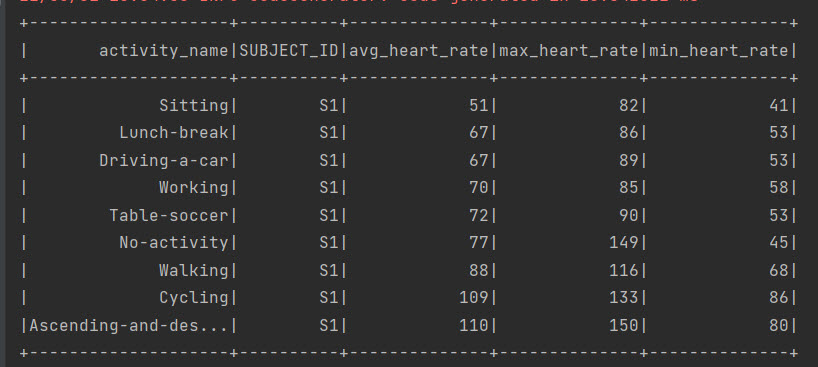 +--------------------+----------+--------------+--------------+--------------+
|       activity_name|SUBJECT_ID|avg_heart_rate|max_heart_rate|min_heart_rate|
+--------------------+----------+--------------+--------------+--------------+
|             Sitting|        S1|            51|            82|            41|
|         Lunch-break|        S1|            67|            86|            53|
|       Driving-a-car|        S1|            67|            89|            53|
|             Working|        S1|            70|            85|            58|
|        Table-soccer|        S1|            72|            90|            53|
|         No-activity|        S1|            77|           149|            45|
|             Walking|        S1|            88|           116|            68|
|             Cycling|        S1|           109|           133|            86|
|Ascending-and-des...|        S1|           110|           150|            80|
+--------------------+----------+--------------+--------------+--------------+